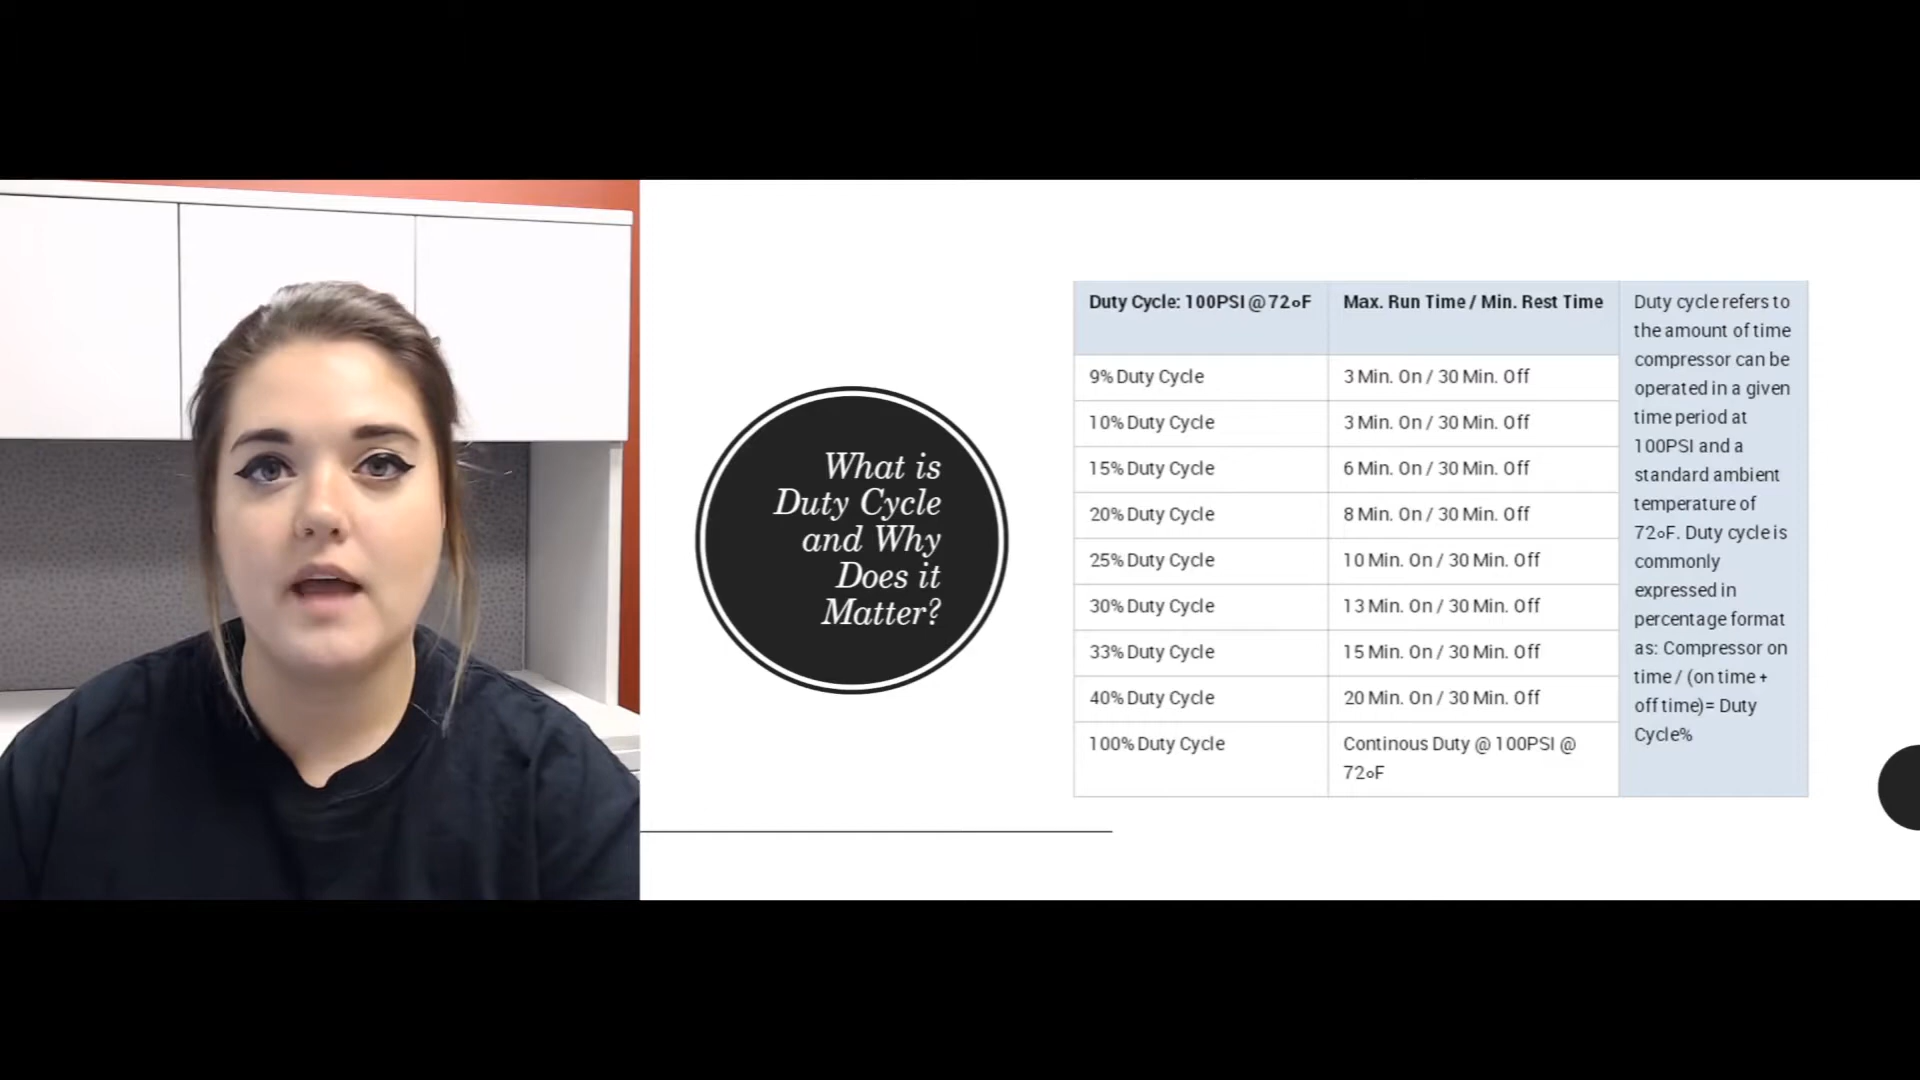 What is
Duty Cycle
and Why
Does it
Matter?
Duty Cycle: 100PSI @ 72oF
Max. Run Time / Min. Rest Time
9% Duty Cycle
3 Min. On / 30 Min. Off
10% Duty Cycle
3 Min. On / 30 Min. Off
15% Duty Cycle
6 Min. On / 30 Min. Off
20% Duty Cycle
8 Min. On / 30 Min. Off
25% Duty Cycle
10 Min. On / 30 Min. Off
30% Duty Cycle
13 Min. On / 30 Min. Off
33% Duty Cycle
15 Min. On / 30 Min. Off
40% Duty Cycle
20 Min. On / 30 Min. Off
100% Duty Cycle
Continous Duty @ 100PSI @
72oF
Duty cycle refers to
the amount of time
compressor can be
operated in a given
time period at
100PSI and a
standard ambient
temperature of
72oF. Duty cycle is
commonly
expressed in
percentage format
as: Compressor on
time / (on time +
off time)= Duty
Cycle%